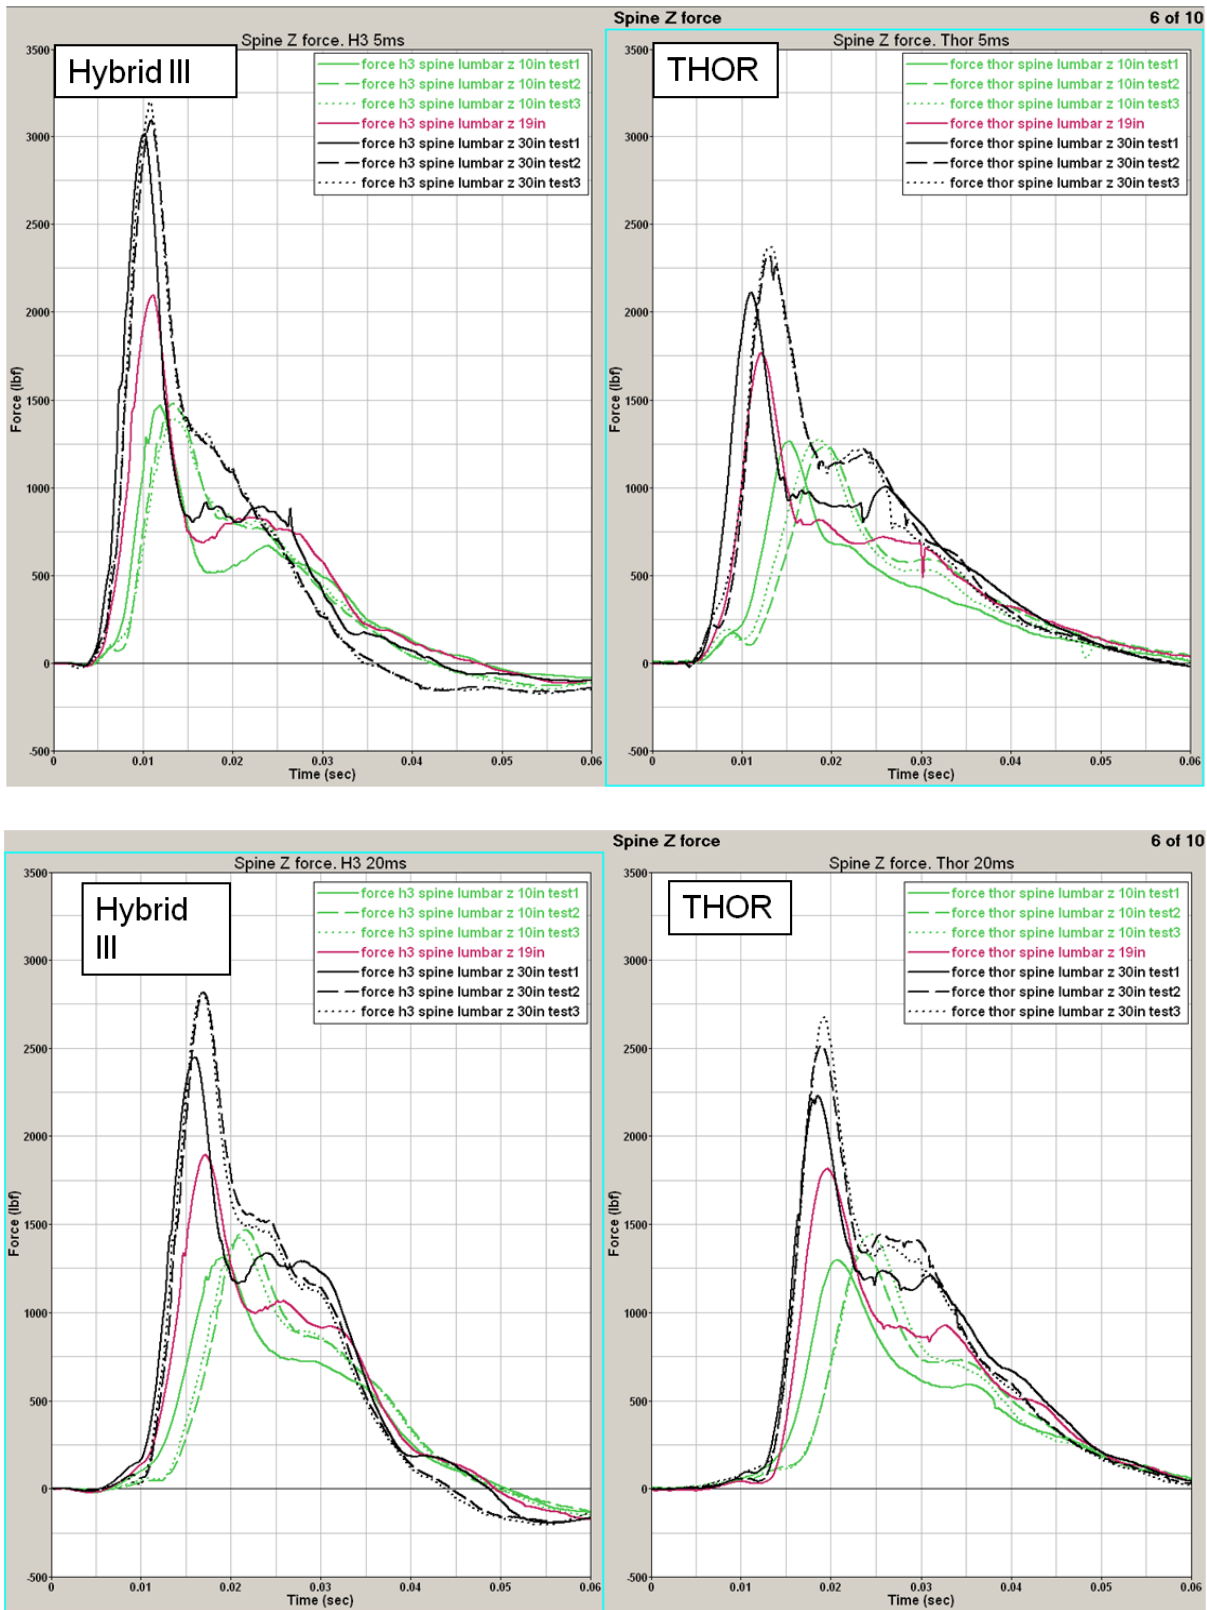 Spine Z force 6 of 10
Spine Z force. H3 5ms
Hybrid III
force h3 spine lumbar z 10in test1
force h3 spine lumbar z 10in test2
force h3 spine lumbar z 10in test3
force h3 spine lumbar z 19in
force h3 spine lumbar z 30in test1
force h3 spine lumbar z 30in test2
force h3 spine lumbar z 30in test3
3500
3000
2500
2000
1500
1000
500
0
-500
Force (lbf)
0 0.01 0.02 0.03 0.04 0.05 0.06
Time (sec)
Spine Z force. Thor 5ms
THOR
force thor spine lumbar z 10in test1
force thor spine lumbar z 10in test2
force thor spine lumbar z 10in test3
force thor spine lumbar z 19in
force thor spine lumbar z 30in test1
force thor spine lumbar z 30in test2
force thor spine lumbar z 30in test3
3500
3000
2500
2000
1500
1000
500
0
-500
Force (lbf)
0 0.01 0.02 0.03 0.04 0.05 0.06
Time (sec)
Spine Z force 6 of 10
Spine Z force. H3 20ms
Hybrid
III
force h3 spine lumbar z 10in test1
force h3 spine lumbar z 10in test2
force h3 spine lumbar z 10in test3
force h3 spine lumbar z 19in
force h3 spine lumbar z 30in test1
force h3 spine lumbar z 30in test2
force h3 spine lumbar z 30in test3
3500
3000
2500
2000
1500
1000
500
0
-500
Force (lbf)
0 0.01 0.02 0.03 0.04 0.05 0.06
Time (sec)
Spine Z force. Thor 20ms
THOR
force thor spine lumbar z 10in test1
force thor spine lumbar z 10in test2
force thor spine lumbar z 10in test3
force thor spine lumbar z 19in
force thor spine lumbar z 30in test1
force thor spine lumbar z 30in test2
force thor spine lumbar z 30in test3
3500
3000
2500
2000
1500
1000
500
0
-500
Force (lbf)
0 0.01 0.02 0.03 0.04 0.05 0.06
Time (sec)